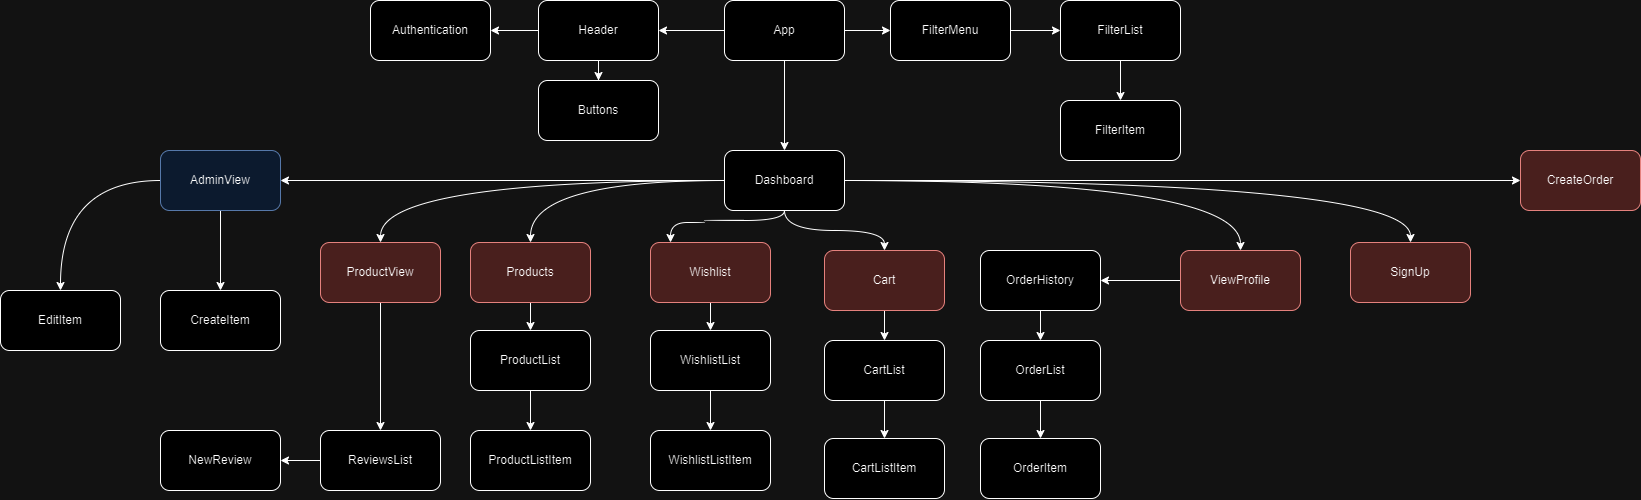 Authentication
Header
App
FilterMenu
FilterList
Buttons
FilterItem
AdminView
Dashboard
CreateOrder
ProductView
Products
Wishlist
Cart
OrderHistory
ViewProfile
SignUp
EditItem
CreateItem
ProductList
WishlistList
CartList
OrderList
NewReview
ReviewsList
ProductListItem
WishlistListItem
CartListItem
OrderItem